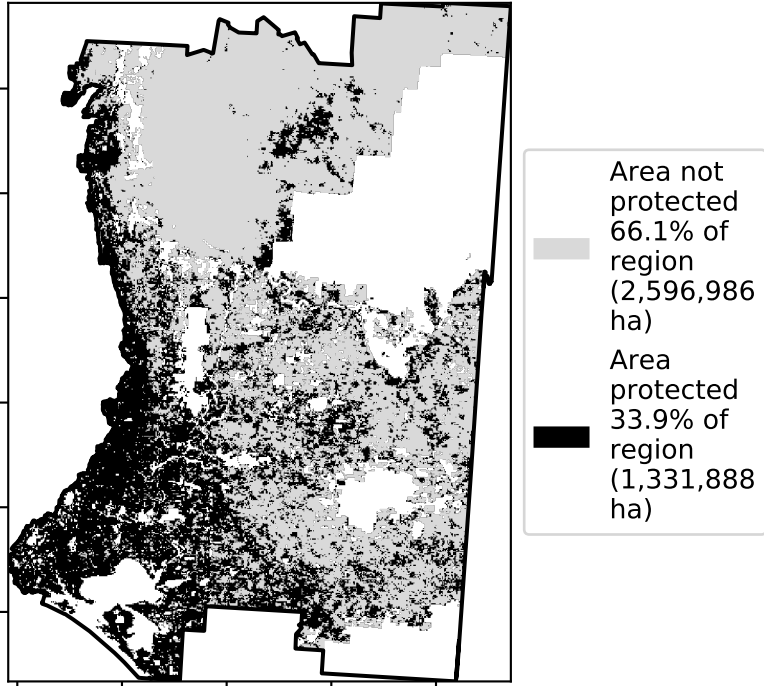 Area not
protected
66.1% of
region
(2,596,986
ha)
Area
protected
33.9% of
region
(1,331,888
ha)